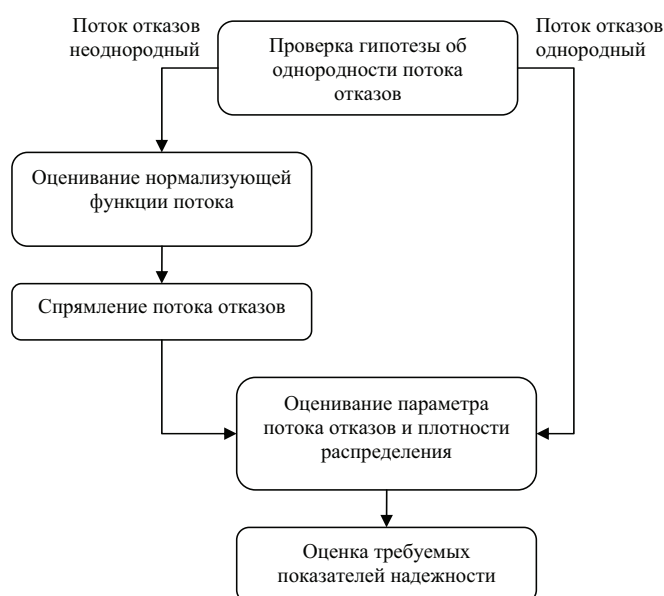 Поток отказов
неоднородный
Проверка гипотезы об
однородности потока
отказов
Поток отказов
однородный
Оценивание нормализующей
функции потока
Спрямление потока отказов
Оценивание параметра
потока отказов и плотности
распределения
Оценка требуемых
показателей надежности